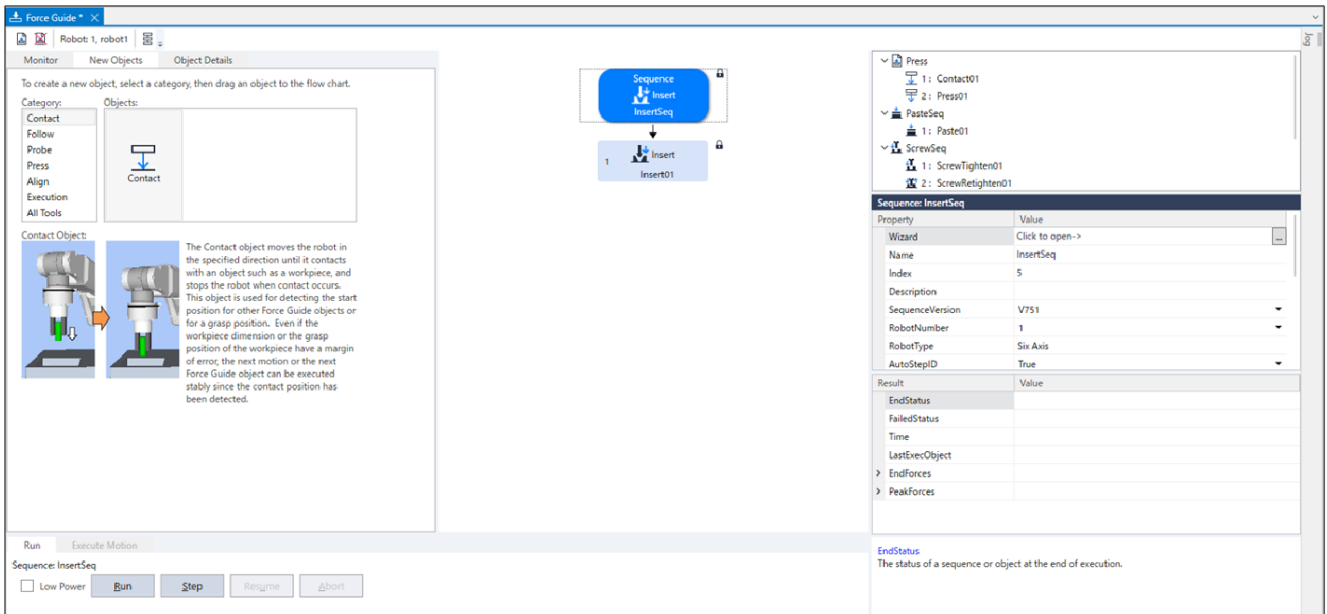 Force Guide *
Jog
Robot: 1, robot1
Monitor
New Objects
Object Details
To create a new object, select a category, then drag an object to the flow chart.
Category:
Objects:
Contact
Follow
Probe
Press
Align
Execution
All Tools
Contact
Contact Object:
The Contact object moves the robot in
the specified direction until it contacts
with an object such as a workpiece, and
stops the robot when contact occurs.
This object is used for detecting the start
position for other Force Guide objects or
for a grasp position. Even if the
workpiece dimension or the grasp
position of the workpiece have a margin
of error, the next motion or the next
Force Guide object can be executed
stably since the contact position has
been detected.
Sequence
Insert
InsertSeq
1
Insert
Insert01
Press
1 : Contact01
2 : Press01
PasteSeq
1 : Paste01
ScrewSeq
1 : ScrewTighten01
2 : ScrewRetighten01
Sequence: InsertSeq
Property Value
Wizard Click to open-> ...
Name InsertSeq
Index 5
Description
SequenceVersion V751
RobotNumber 1
RobotType Six Axis
AutoStepID True
Result Value
EndStatus
FailedStatus
Time
LastExecObject
EndForces
PeakForces
EndStatus
The status of a sequence or object at the end of execution.
Run
Execute Motion
Sequence: InsertSeq
Low Power
Run
Step
Resume
Abort